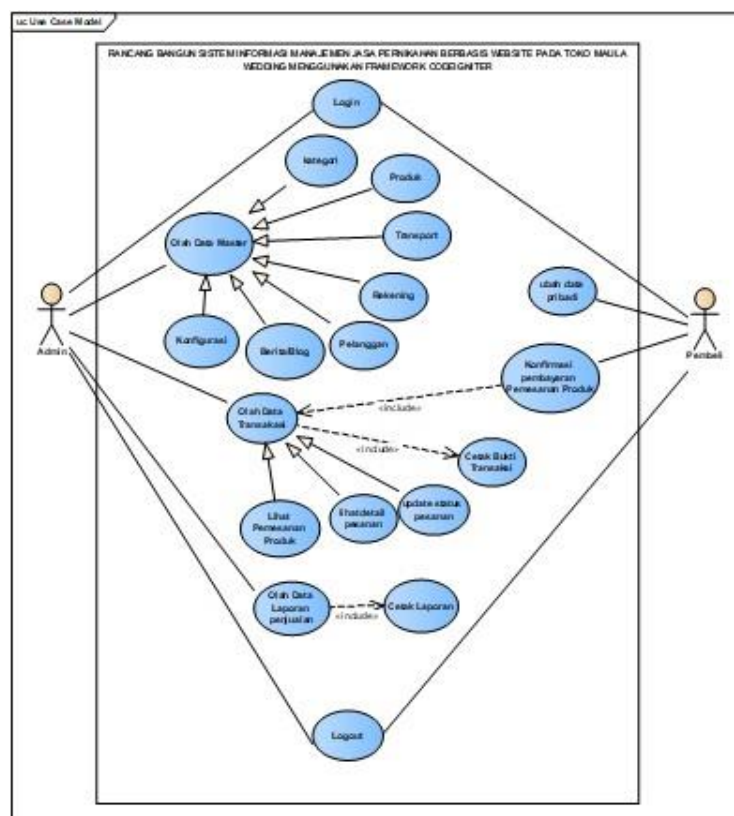 uc Use Case Model
RANCANG BANGUN SISTEM INFORMASI MANAJEMEN JASA PERNIKAHAN BERBASIS WEBSITE PADA TOKO MAULA
WEDDING MENGGUNAKAN FRAMEWORK CODEIGNITER
Login
kategori
Produk
Olah Data Master
Transport
Rekening
ubah data
pribadi
Konfigurasi
Berita/Blog
Pelanggan
Admin
Pembeli
Konfirmasi
pembayaran
Pemesanan Produk
«include»
Olah Data
Transakasi
«include»
Cetak Bukti
Transaksi
Lihat
Pemesanan
Produk
lihat detail
pesanan
update status
pesanan
Olah Data
Laporan
penjualan
«include»
Cetak Laporan
Logout